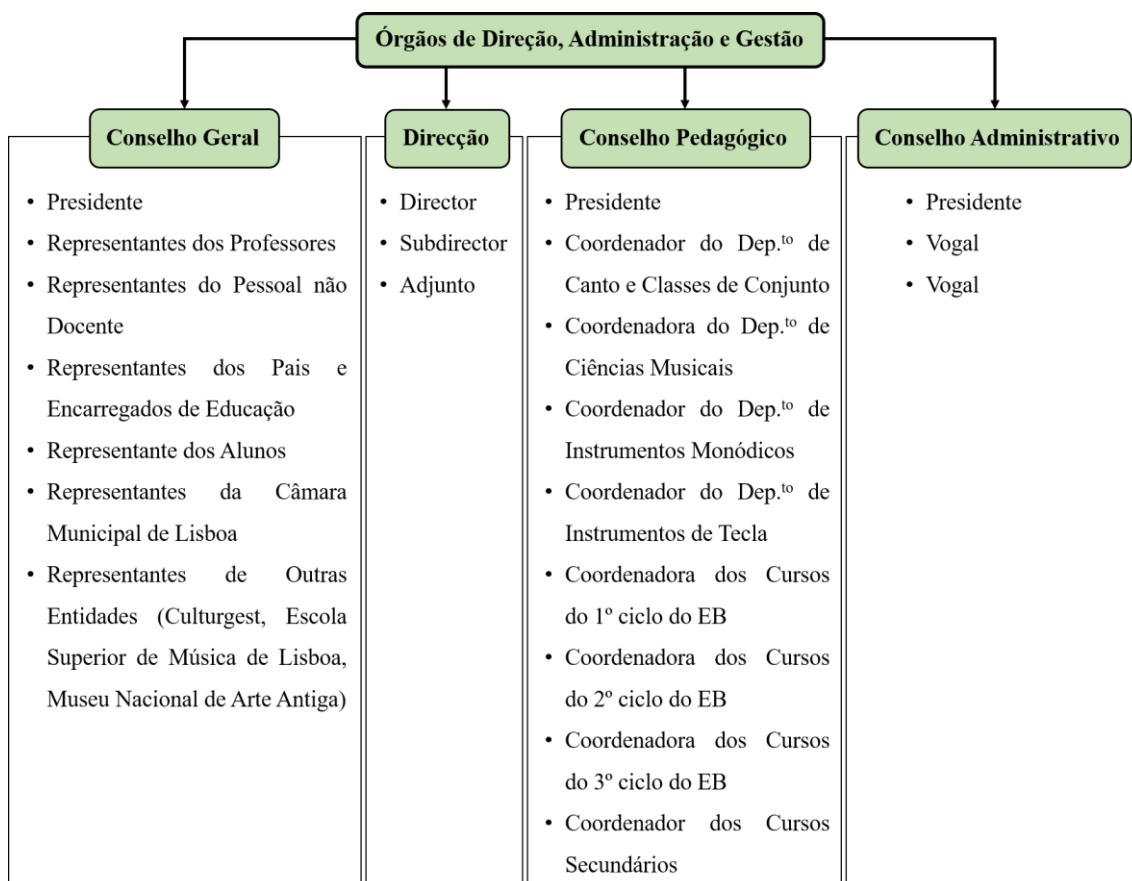 Órgãos de Direção, Administração e Gestão
Conselho Geral
• Presidente
• Representantes dos Professores
• Representantes do Pessoal não
Docente
• Representantes dos Pais e
Encarregados de Educação
• Representante dos Alunos
• Representantes da Câmara
Municipal de Lisboa
• Representantes de Outras
Entidades (Culturgest, Escola
Superior de Música de Lisboa,
Museu Nacional de Arte Antiga)
Direcção
• Director
• Subdirector
• Adjunto
Conselho Pedagógico
• Presidente
• Coordenador do Dep.to de
Canto e Classes de Conjunto
• Coordenadora do Dep.to de
Ciências Musicais
• Coordenador do Dep.to de
Instrumentos Monódicos
• Coordenador do Dep.to de
Instrumentos de Tecla
• Coordenadora dos Cursos
do 1º ciclo do EB
• Coordenadora dos Cursos
do 2º ciclo do EB
• Coordenadora dos Cursos
do 3º ciclo do EB
• Coordenador dos Cursos
Secundários
Conselho Administrativo
• Presidente
• Vogal
• Vogal